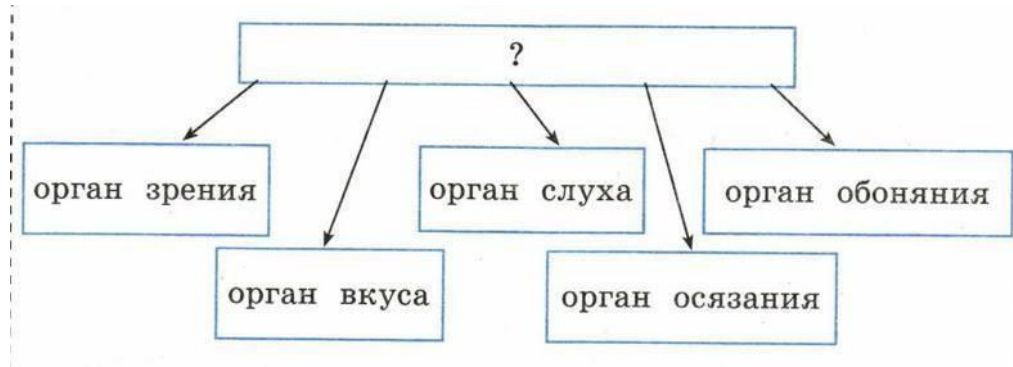 ?
орган зрения
орган слуха
орган обоняния
орган вкуса
орган осязания